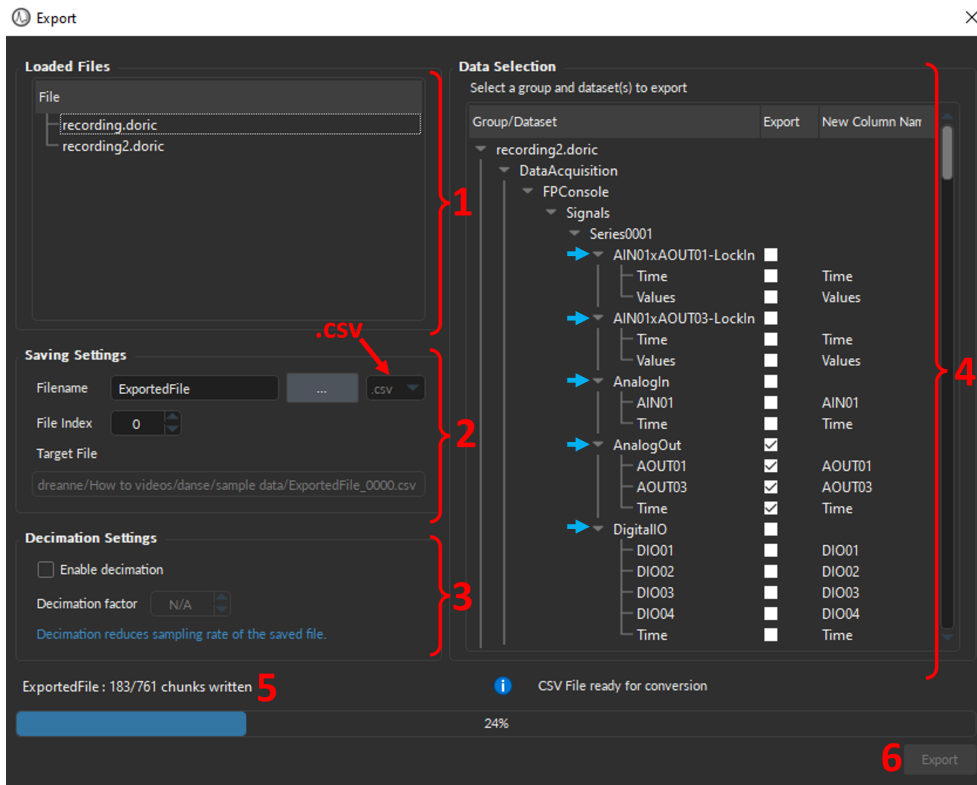 Export
Loaded Files
File
recording.doric
recording2.doric
1
.csv
Saving Settings
Filename ExportedFile ... .csv
File Index 0
Target File
dreanne/How to videos/danse/sample data/ExportedFile_0000.csv
2
Decimation Settings
Enable decimation
Decimation factor N/A
Decimation reduces sampling rate of the saved file.
3
Data Selection
Select a group and dataset(s) to export
Group/Dataset Export New Column Nam
recording2.doric
DataAcquisition
FPConsole
Signals
Series0001
AIN01xAOUT01-LockIn
Time Time
Values Values
AIN01xAOUT03-LockIn
Time Time
Values Values
AnalogIn
AIN01 AIN01
Time Time
AnalogOut
AOUT01 AOUT01
AOUT03 AOUT03
Time Time
DigitalIO
DIO01 DIO01
DIO02 DIO02
DIO03 DIO03
DIO04 DIO04
Time Time
4
ExportedFile : 183/761 chunks written 5
CSV File ready for conversion
24%
6 Export